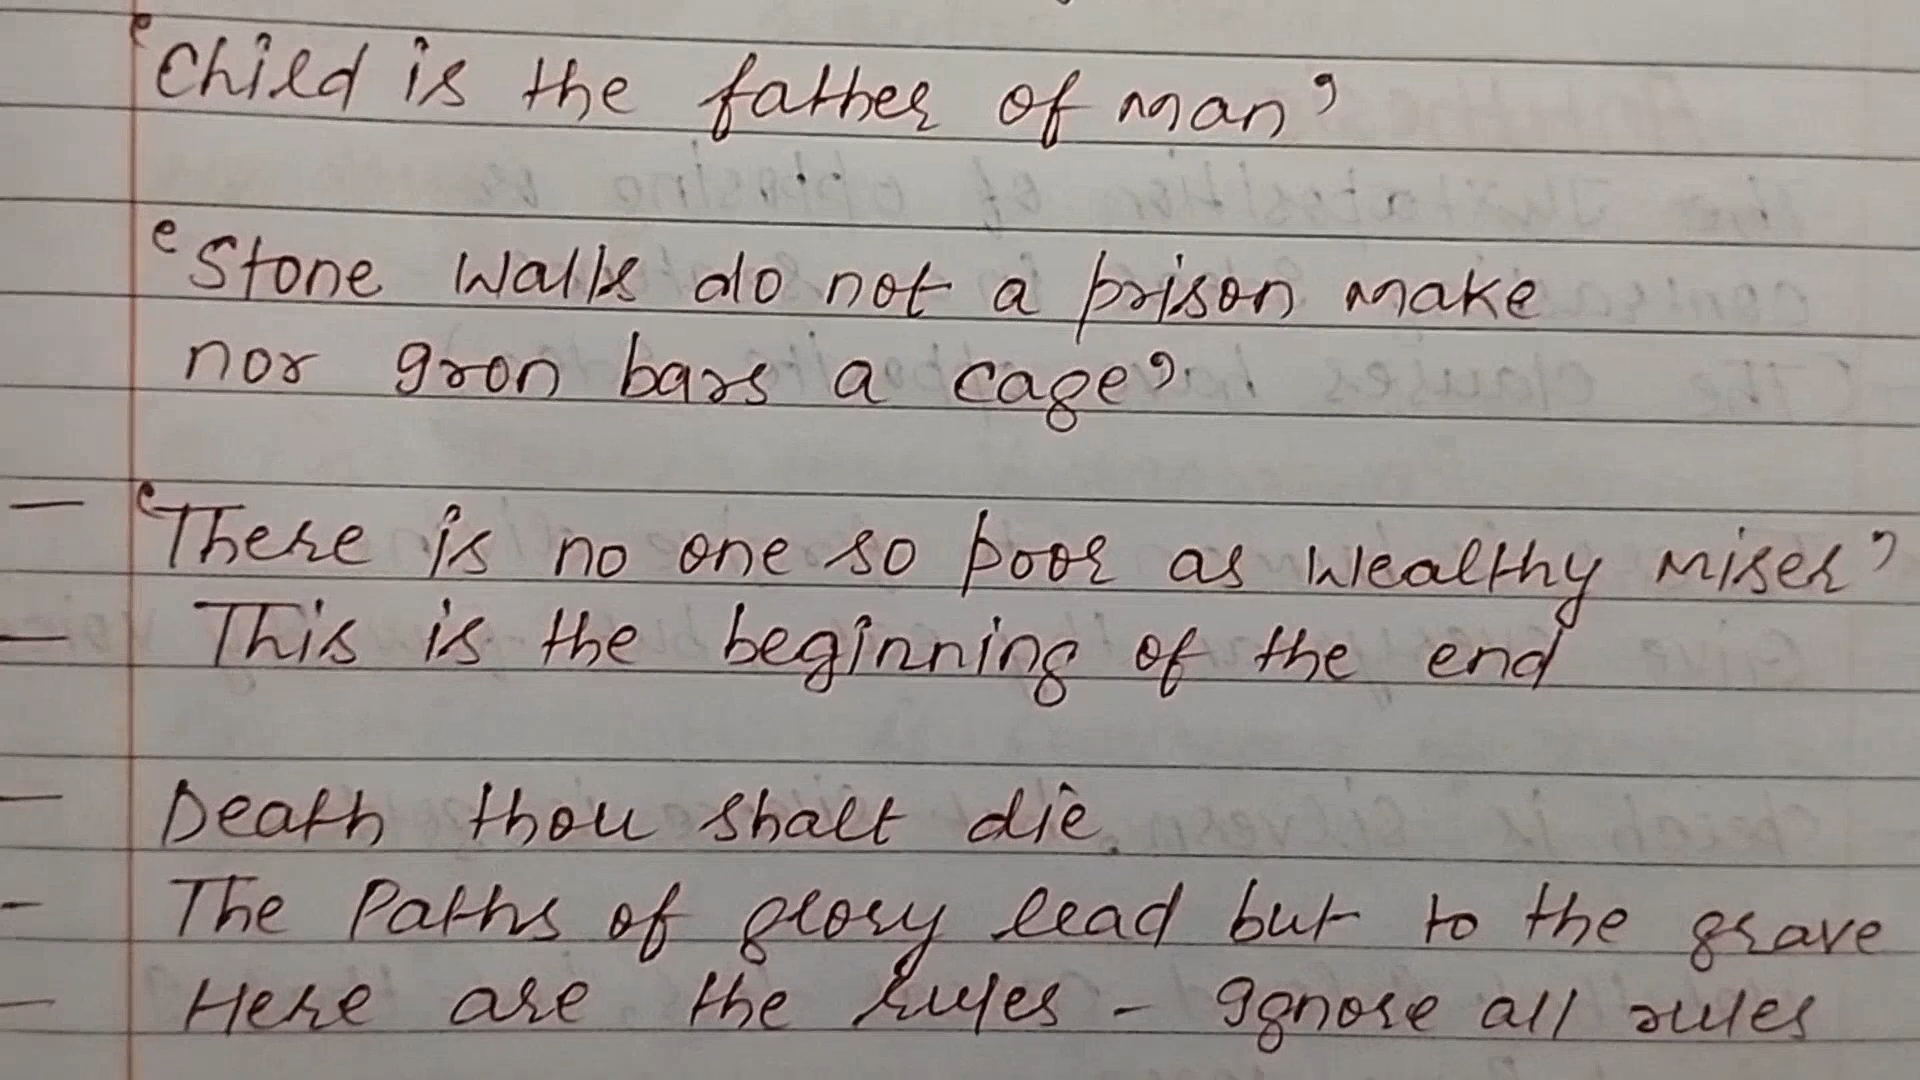 'Child is the father of man'
'Stone walls do not a prison make
nor Iron bars a cage'
- 'There is no one so poor as wealthy miser'
- This is the beginning of the end
- Death thou shalt die.
- The Paths of glory lead but to the grave
- Here are the rules - Ignore all rules